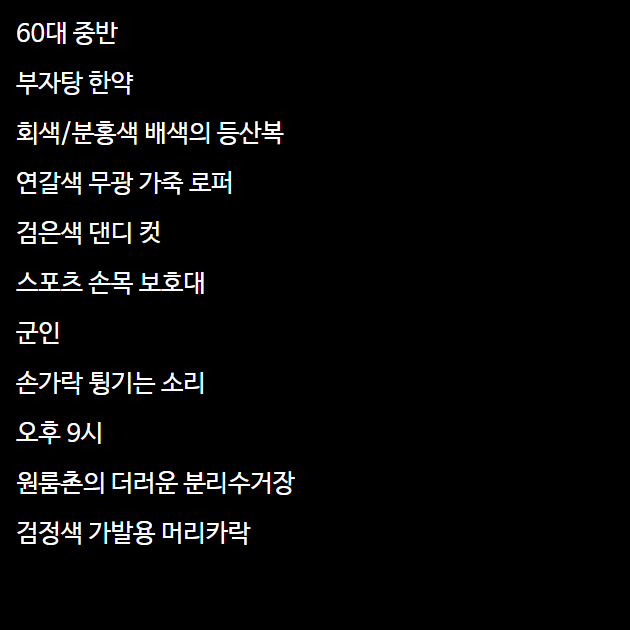 60대 중반
부자탕 한약
회색/분홍색 배색의 등산복
연갈색 무광 가죽 로퍼
검은색 댄디 컷
스포츠 손목 보호대
군인
손가락 튕기는 소리
오후 9시
원룸촌의 더러운 분리수거장
검정색 가발용 머리카락